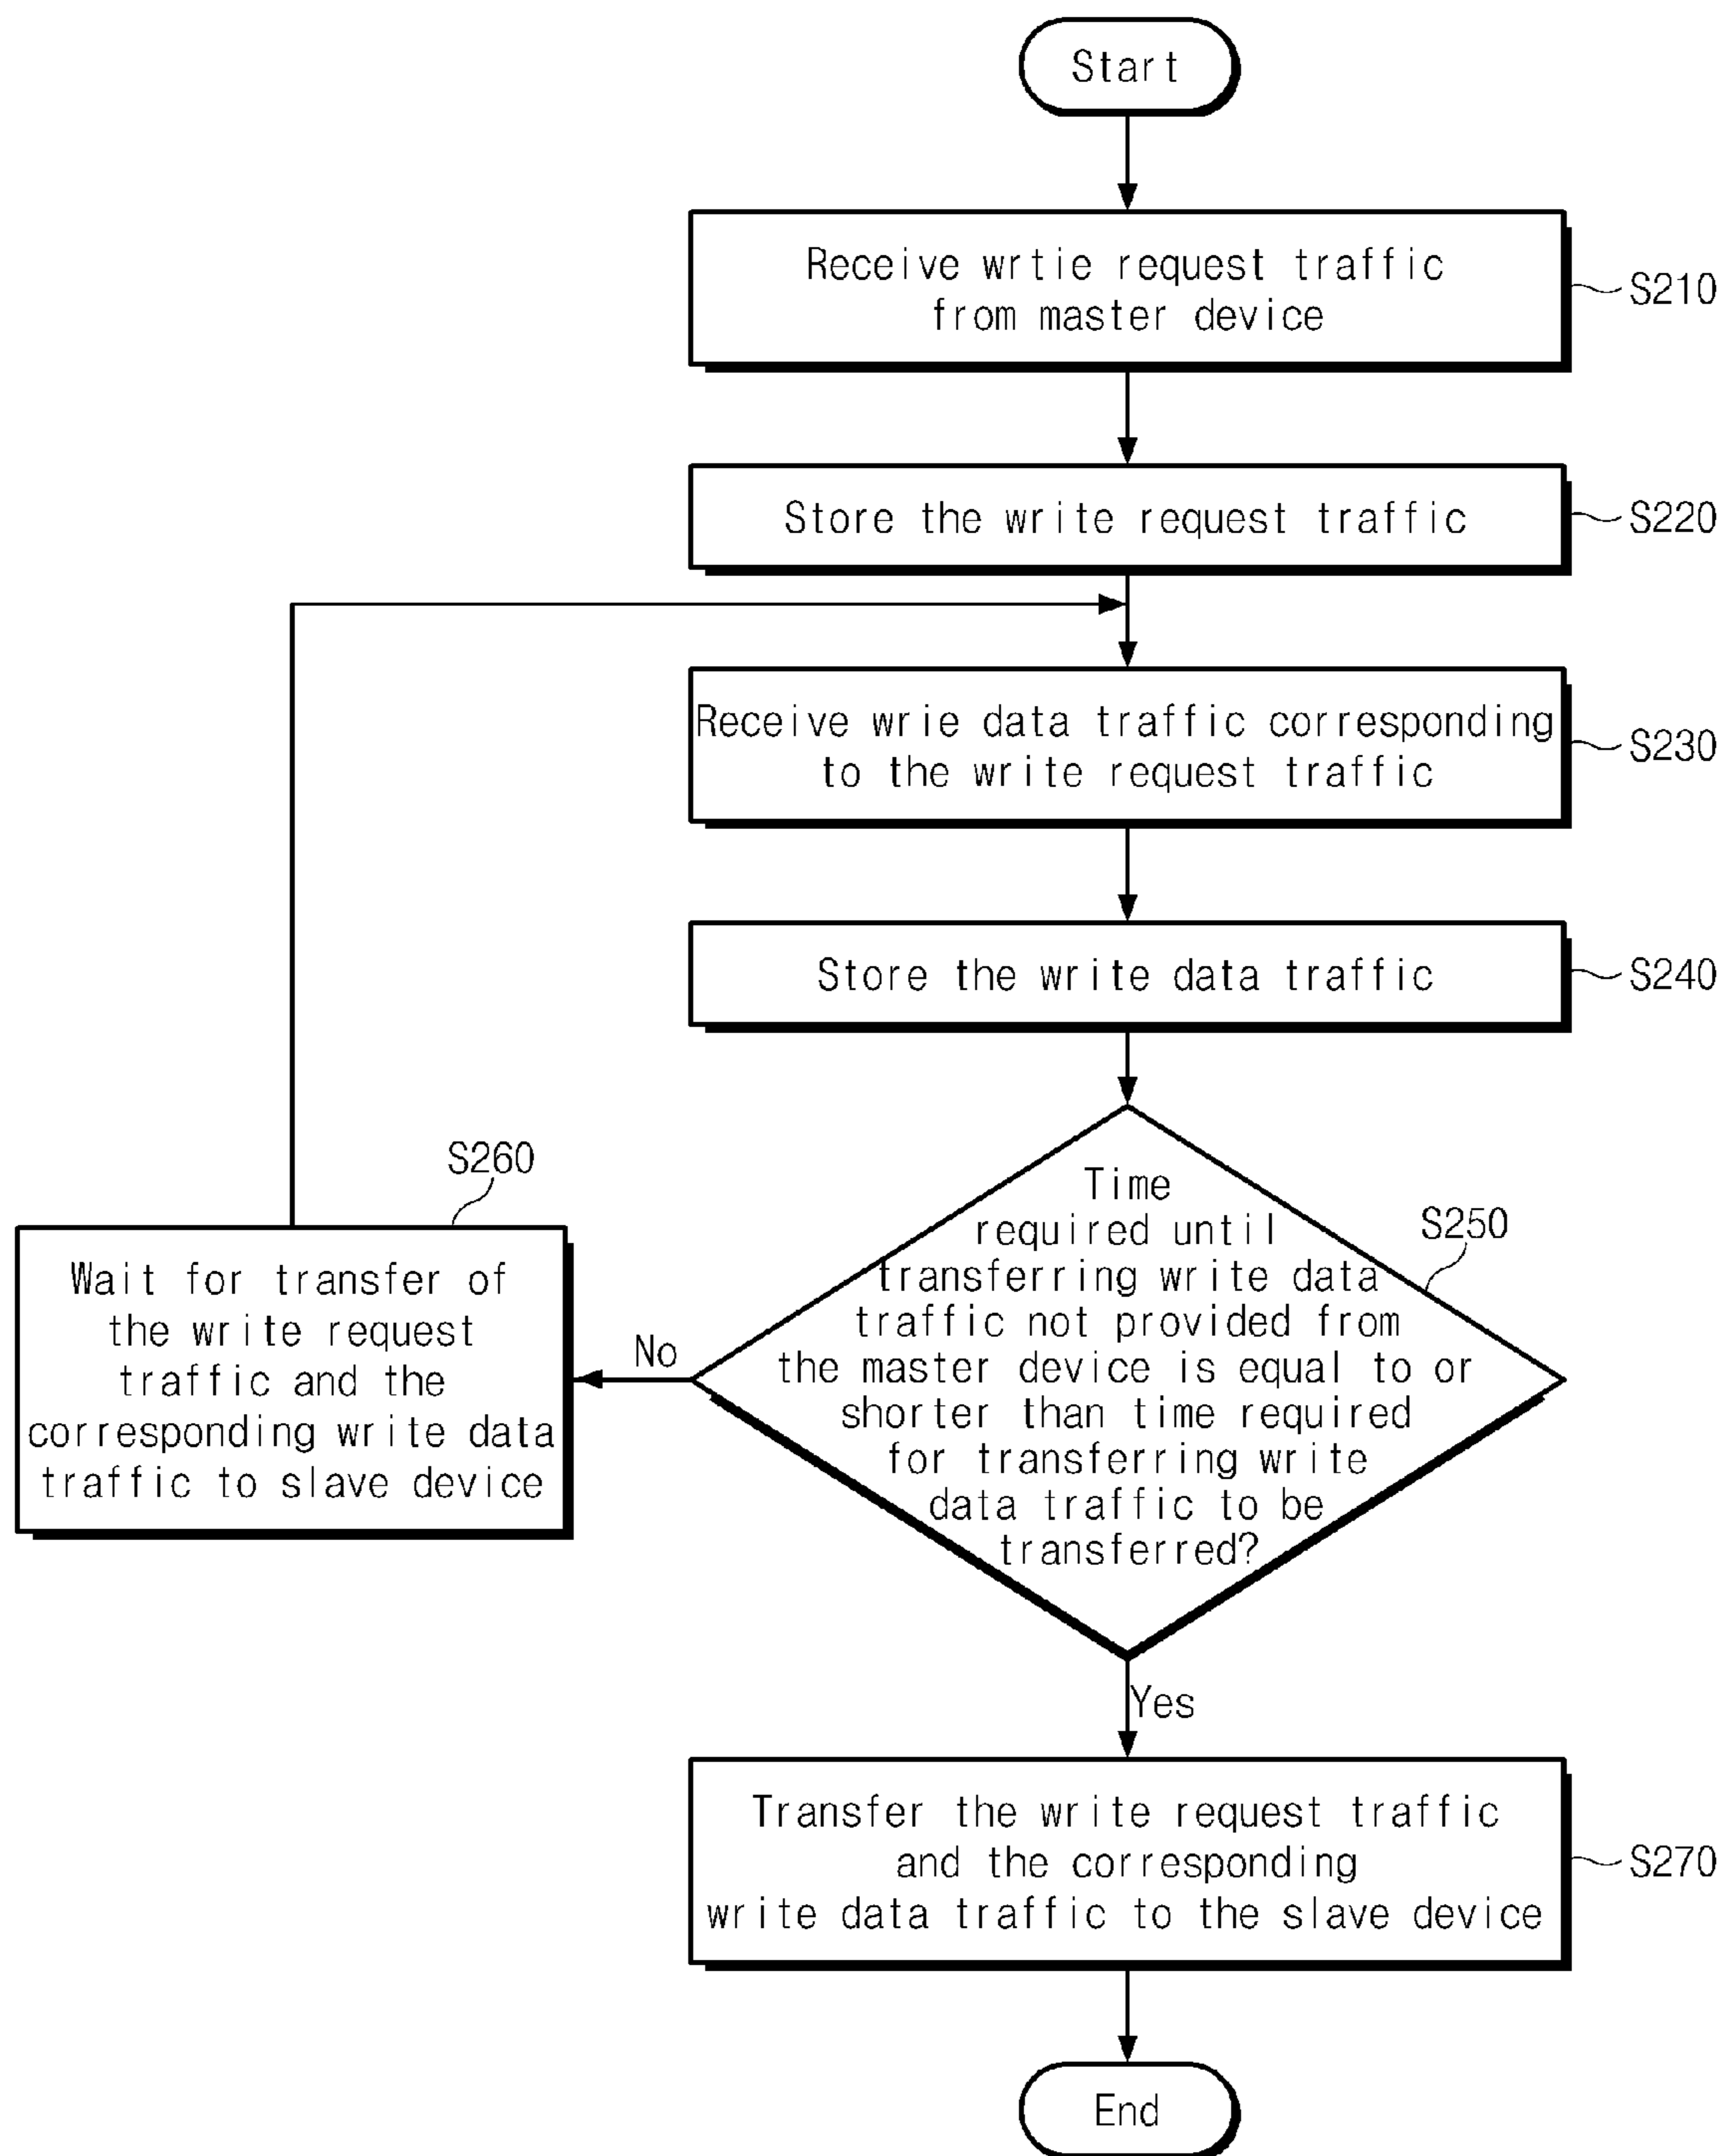 Start
Receive wrtie request traffic
from master device
S210
Store the write request traffic
S220
Receive wrie data traffic corresponding
to the write request traffic
S230
Store the write data traffic
S240
S260
Wait for transfer of
the write request
traffic and the
corresponding write data
traffic to slave device
No
Time
required until
transferring write data
traffic not provided from
the master device is equal to or
shorter than time required
for transferring write
data traffic to be
transferred?
S250
Yes
Transfer the write request traffic
and the corresponding
write data traffic to the slave device
S270
End